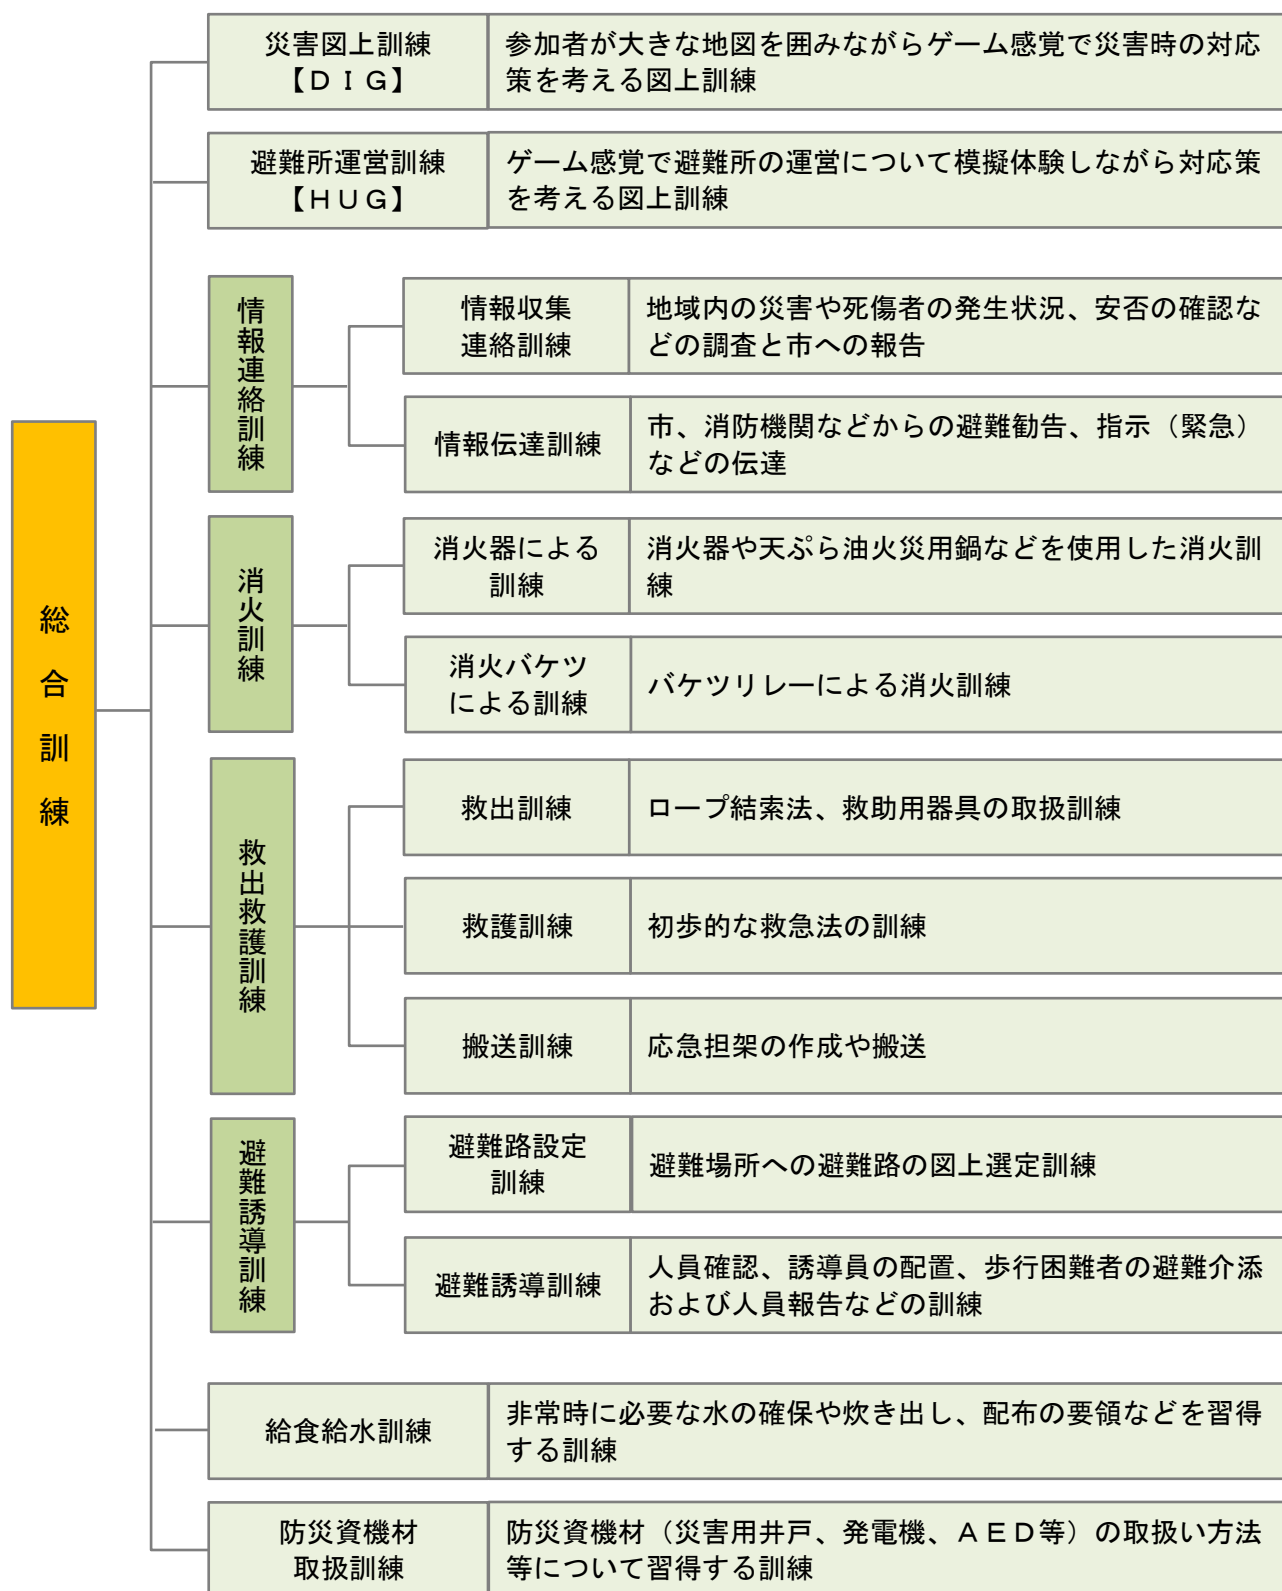 総合訓練
災害図上訓練
【ＤＩＧ】
参加者が大きな地図を囲みながらゲーム感覚で災害時の対応
策を考える図上訓練
避難所運営訓練
【ＨＵＧ】
ゲーム感覚で避難所の運営について模擬体験しながら対応策
を考える図上訓練
情報連絡訓練
情報収集
連絡訓練
地域内の災害や死傷者の発生状況、安否の確認な
どの調査と市への報告
情報伝達訓練
市、消防機関などからの避難勧告、指示（緊急）
などの伝達
消火訓練
消火器による
訓練
消火器や天ぷら油火災用鍋などを使用した消火訓
練
消火バケツ
による訓練
バケツリレーによる消火訓練
救出救護訓練
救出訓練
ロープ結索法、救助用器具の取扱訓練
救護訓練
初歩的な救急法の訓練
搬送訓練
応急担架の作成や搬送
避難誘導訓練
避難路設定
訓練
避難場所への避難路の図上選定訓練
避難誘導訓練
人員確認、誘導員の配置、歩行困難者の避難介添
および人員報告などの訓練
給食給水訓練
非常時に必要な水の確保や炊き出し、配布の要領などを習得
する訓練
防災資機材
取扱訓練
防災資機材（災害用井戸、発電機、ＡＥＤ等）の取扱い方法
等について習得する訓練